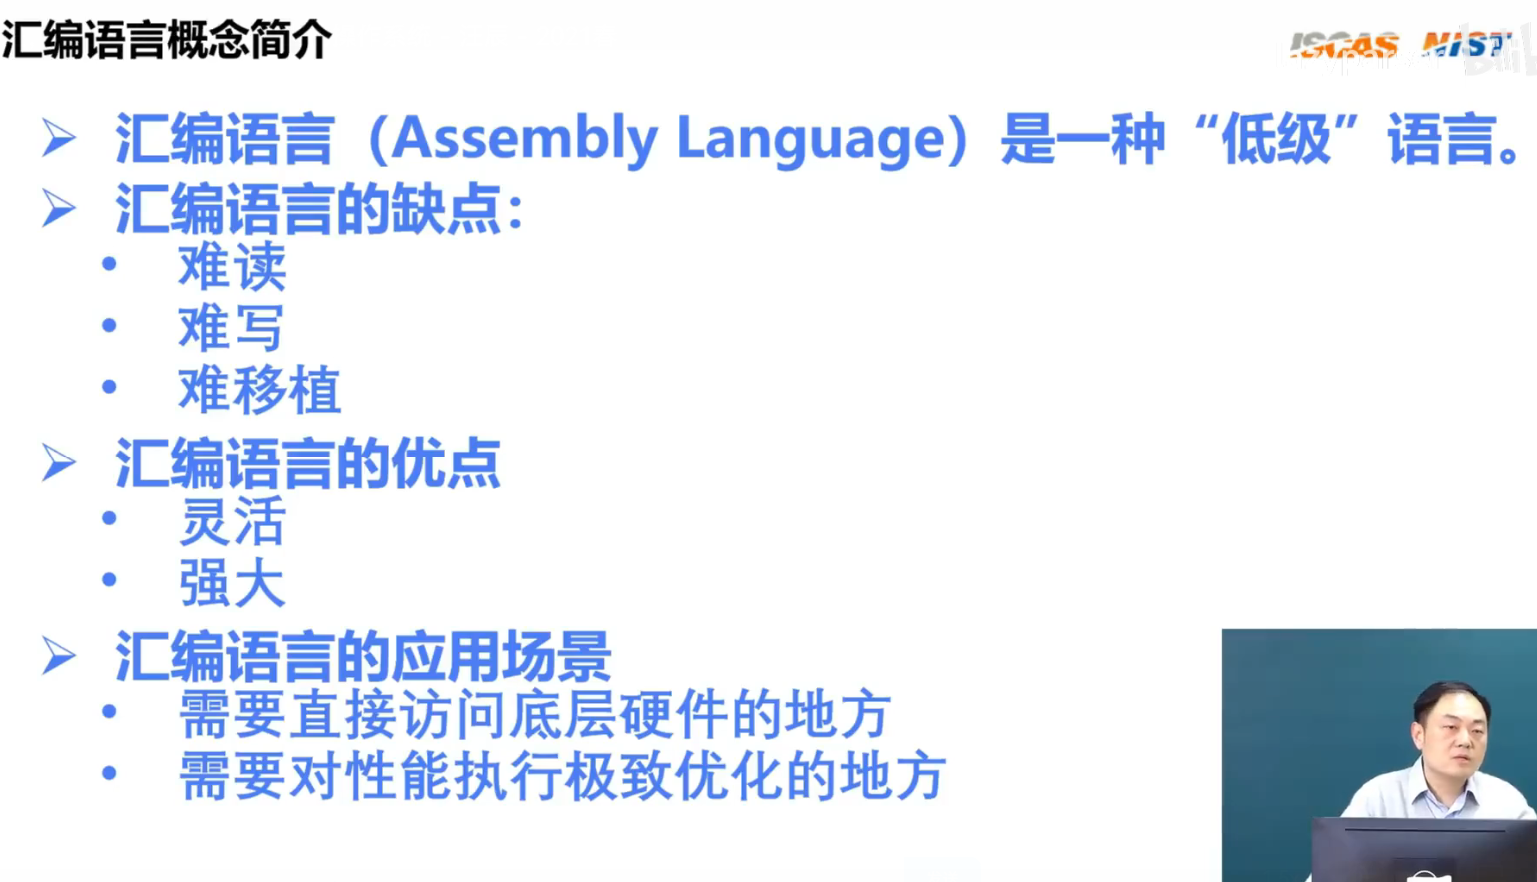 汇编语言概念简介
ISCAS NIST
汇编语言（Assembly Language）是一种“低级”语言。
汇编语言的缺点：
难读
难写
难移植
汇编语言的优点
灵活
强大
汇编语言的应用场景
需要直接访问底层硬件的地方
需要对性能执行极致优化的地方